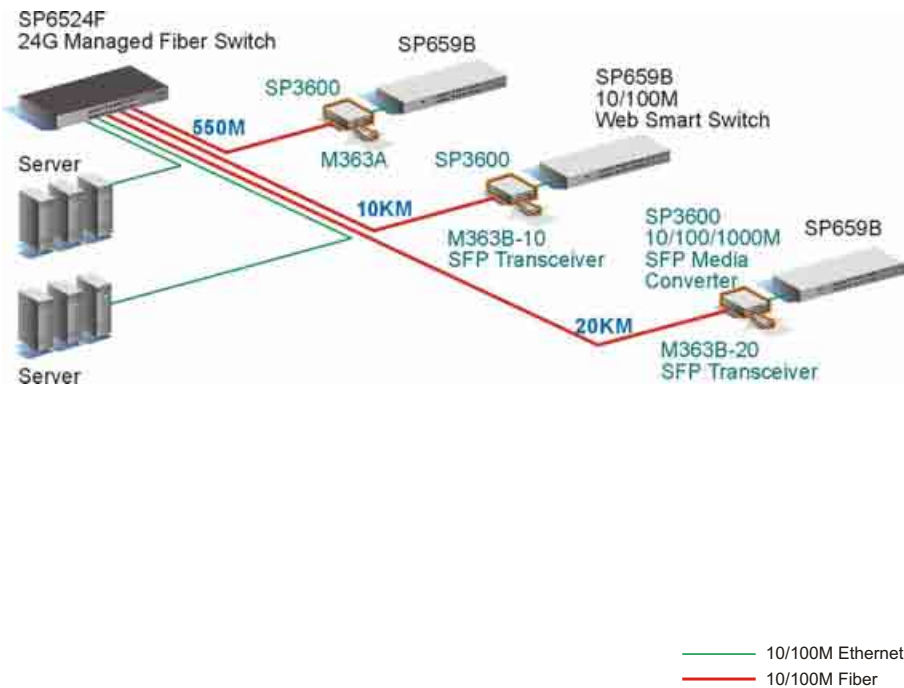 SP6524F
24G Managed Fiber Switch
SP659B
SP3600
SP659B
10/100M
Web Smart Switch
550M
M363A
SP3600
Server
10KM
M363B-10
SFP Transceiver
SP3600
10/100/1000M
SFP Media
Converter
SP659B
20KM
M363B-20
SFP Transceiver
Server
10/100M Ethernet
10/100M Fiber